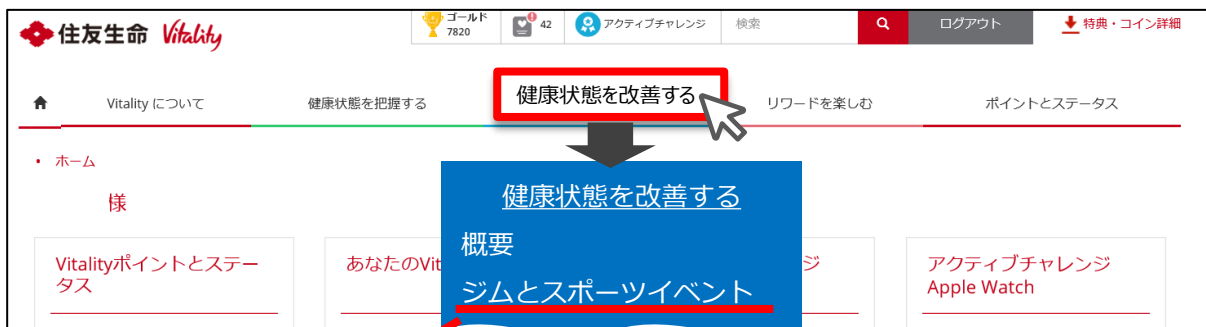 住友生命 Vitality
ゴールド
7820
42
アクティブチャレンジ
検索
ログアウト
特典・コイン詳細
Vitality について
健康状態を把握する
健康状態を改善する
リワードを楽しむ
ポイントとステータス
• ホーム
様
健康状態を改善する
概要
ジムとスポーツイベント
Vitalityポイントとステー
タス
あなたのVit
ジ
アクティブチャレンジ
Apple Watch